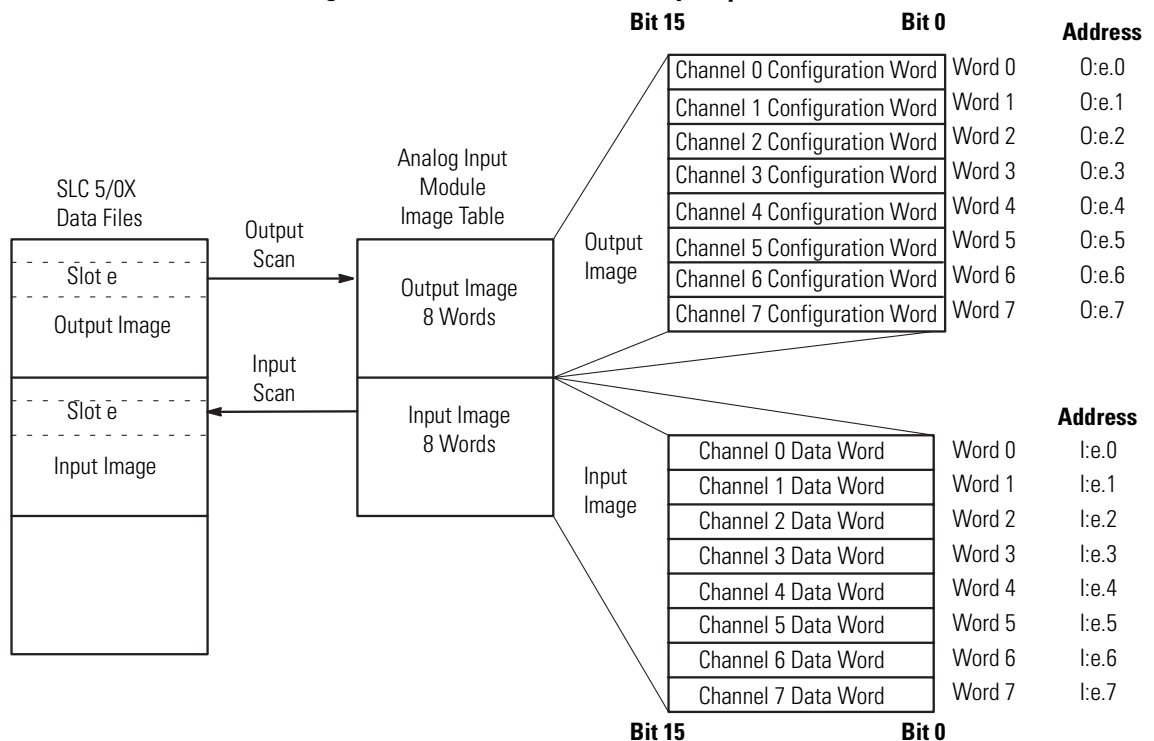 Bit 15 Bit 0
Address
Channel 0 Configuration Word Word 0 O:e.0
Channel 1 Configuration Word Word 1 O:e.1
Channel 2 Configuration Word Word 2 O:e.2
Channel 3 Configuration Word Word 3 O:e.3
Channel 4 Configuration Word Word 4 O:e.4
Channel 5 Configuration Word Word 5 O:e.5
Channel 6 Configuration Word Word 6 O:e.6
Channel 7 Configuration Word Word 7 O:e.7
SLC 5/0X
Data Files
Slot e
Output Image
Slot e
Input Image
Output
Scan
Input
Scan
Analog Input
Module
Image Table
Output Image
8 Words
Input Image
8 Words
Output
Image
Input
Image
Address
Channel 0 Data Word Word 0 I:e.0
Channel 1 Data Word Word 1 I:e.1
Channel 2 Data Word Word 2 I:e.2
Channel 3 Data Word Word 3 I:e.3
Channel 4 Data Word Word 4 I:e.4
Channel 5 Data Word Word 5 I:e.5
Channel 6 Data Word Word 6 I:e.6
Channel 7 Data Word Word 7 I:e.7
Bit 15 Bit 0